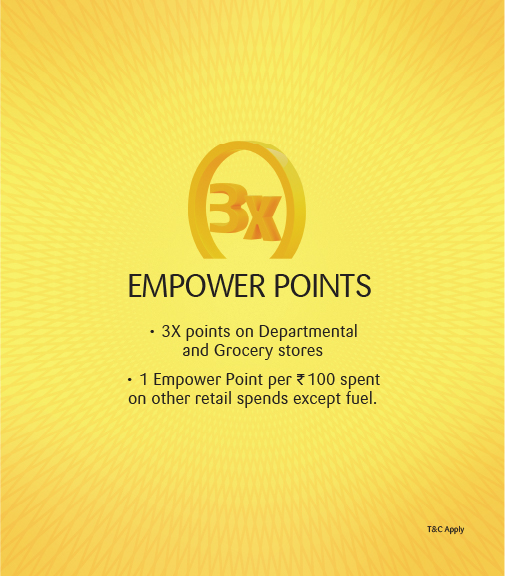 3x
EMPOWER POINTS
• 3X points on Departmental
and Grocery stores
• 1 Empower Point per ₹100 spent
on other retail spends except fuel.
T&C Apply